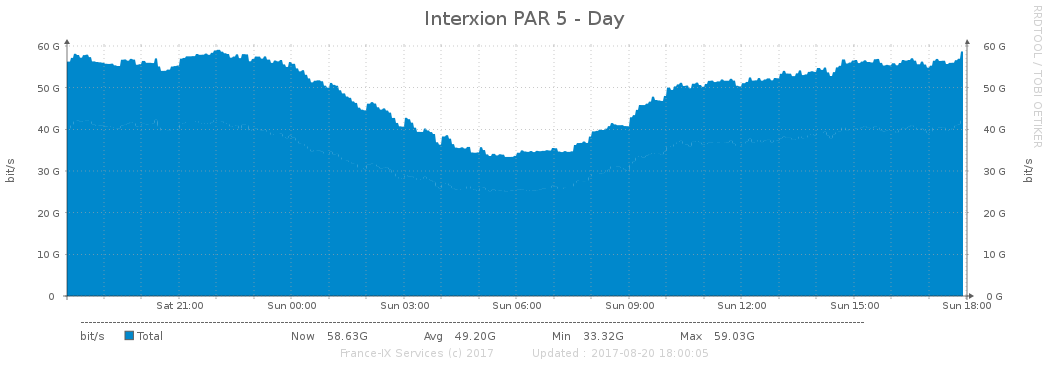 Interxion PAR 5 - Day
RRDTOOL / TOBI OETIKER
bit/s
60 G
50 G
40 G
30 G
20 G
10 G
0
60 G
50 G
40 G
30 G
20 G
10 G
0 G
bit/s
Sat 21:00 Sun 00:00 Sun 03:00 Sun 06:00 Sun 09:00 Sun 12:00 Sun 15:00 Sun 18:00
bit/s Total Now 58.63G Avg 49.20G Min 33.32G Max 59.03G
France-IX Services (c) 2017 Updated : 2017-08-20 18:00:05